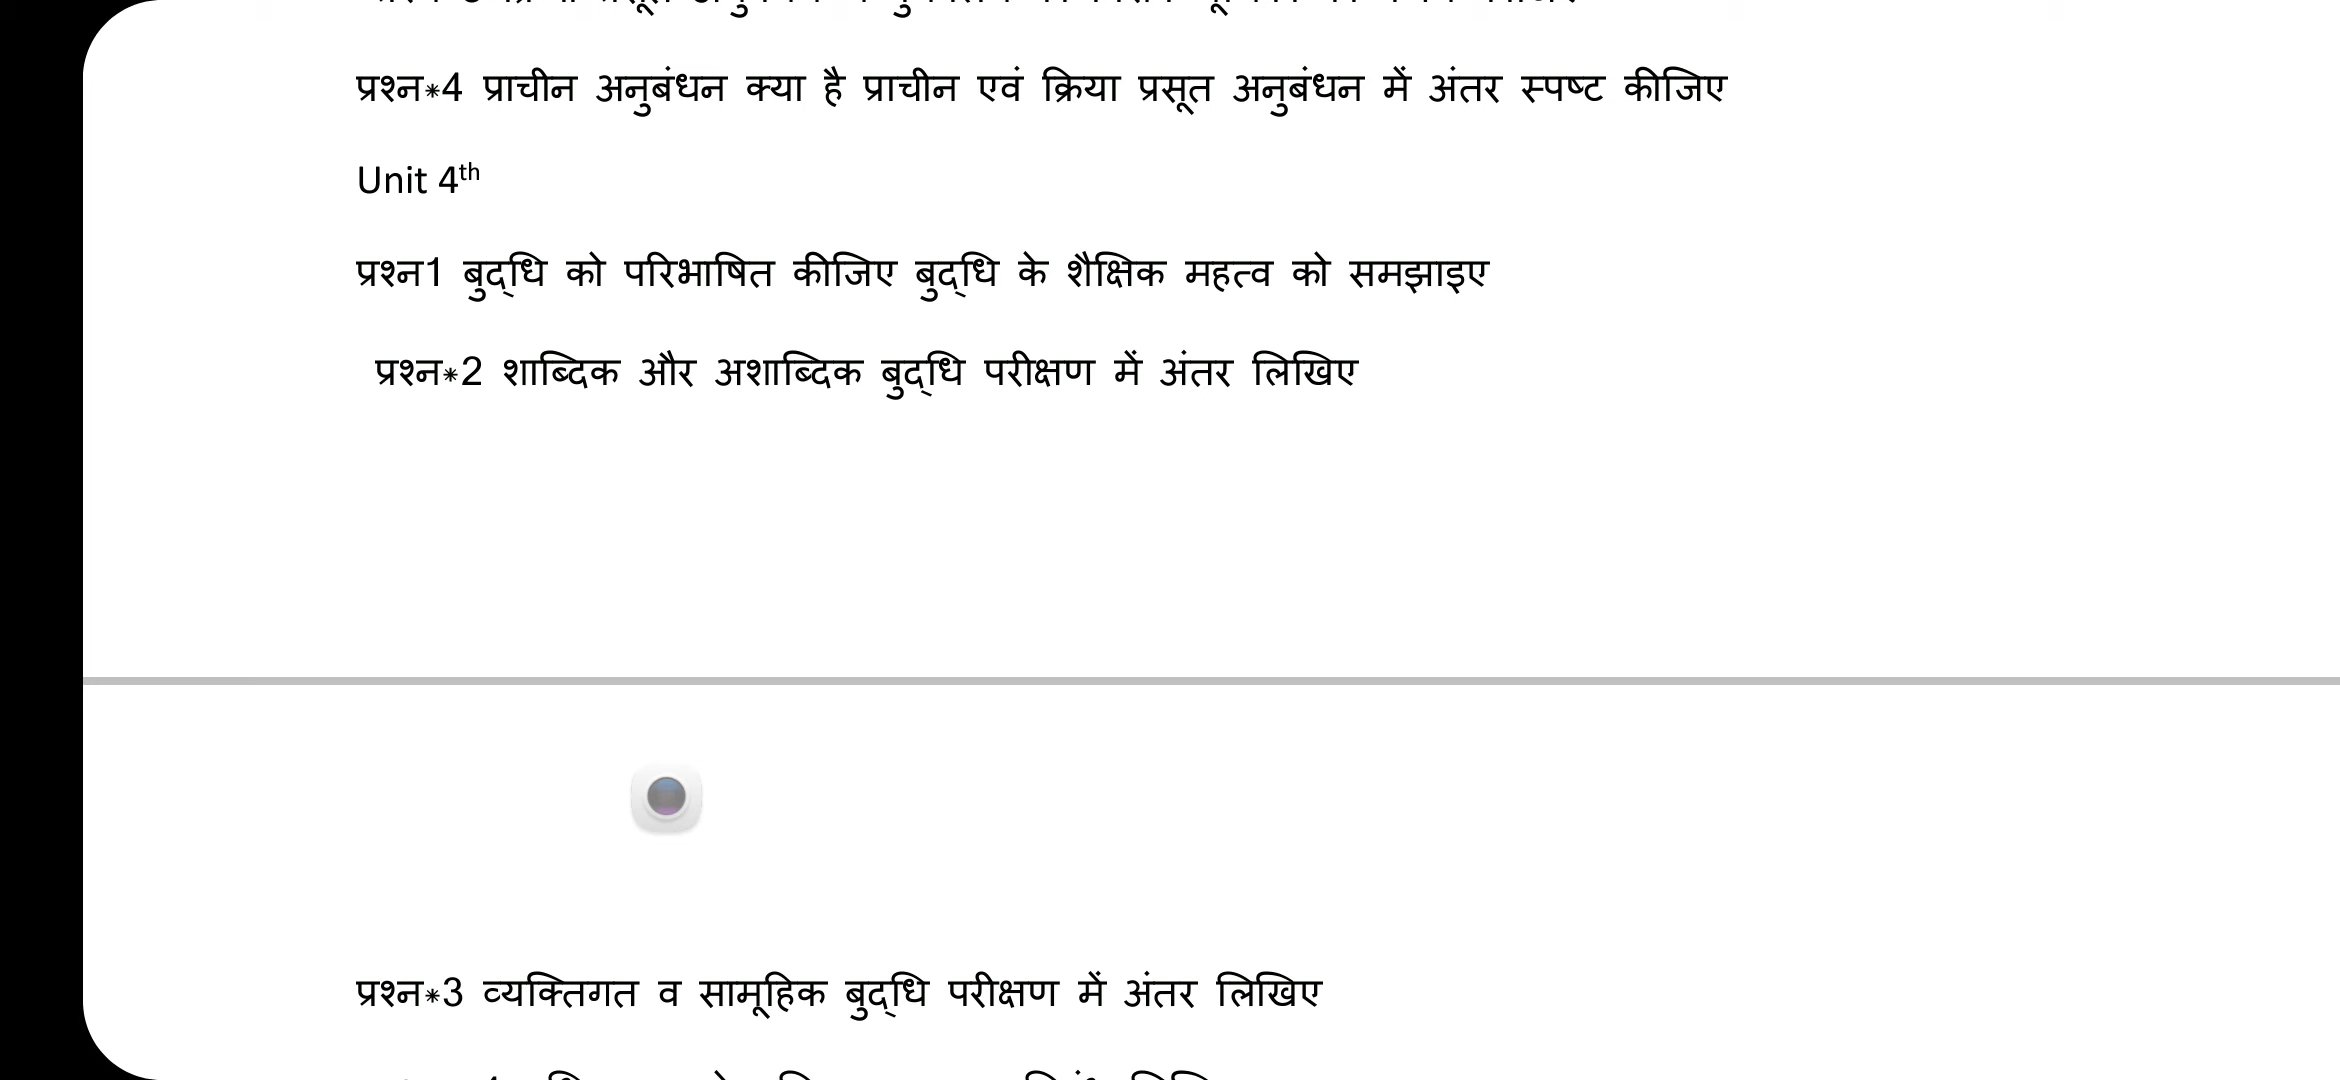 प्रश्न*4 प्राचीन अनुबंधन क्या है प्राचीन एवं क्रिया प्रसूत अनुबंधन में अंतर स्पष्ट कीजिए
Unit 4th
प्रश्न1 बुद्धि को परिभाषित कीजिए बुद्धि के शैक्षिक महत्व को समझाइए
प्रश्न*2 शाब्दिक और अशाब्दिक बुद्धि परीक्षण में अंतर लिखिए
प्रश्न*3 व्यक्तिगत व सामूहिक बुद्धि परीक्षण में अंतर लिखिए